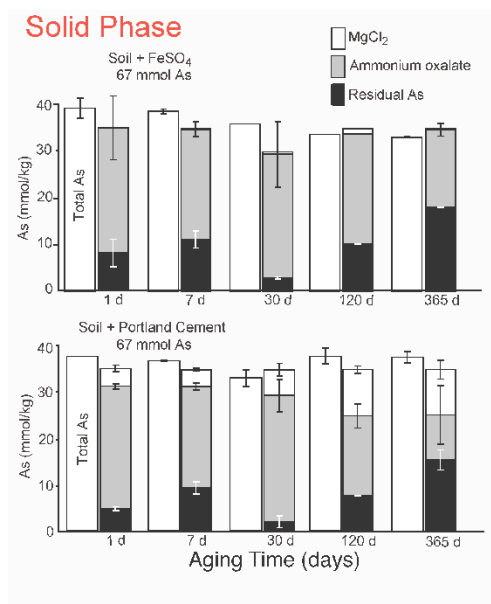 Solid Phase
Soil + FeSO₄
67 mmol As
MgCl₂
Ammonium oxalate
Residual As
As (mmol/kg)
40
30
20
10
0
Total As
1 d
7 d
30 d
120 d
365 d
Soil + Portland Cement
67 mmol As
As (mmol/kg)
40
30
20
10
0
Total As
1 d
7 d
30 d
120 d
365 d
Aging Time (days)